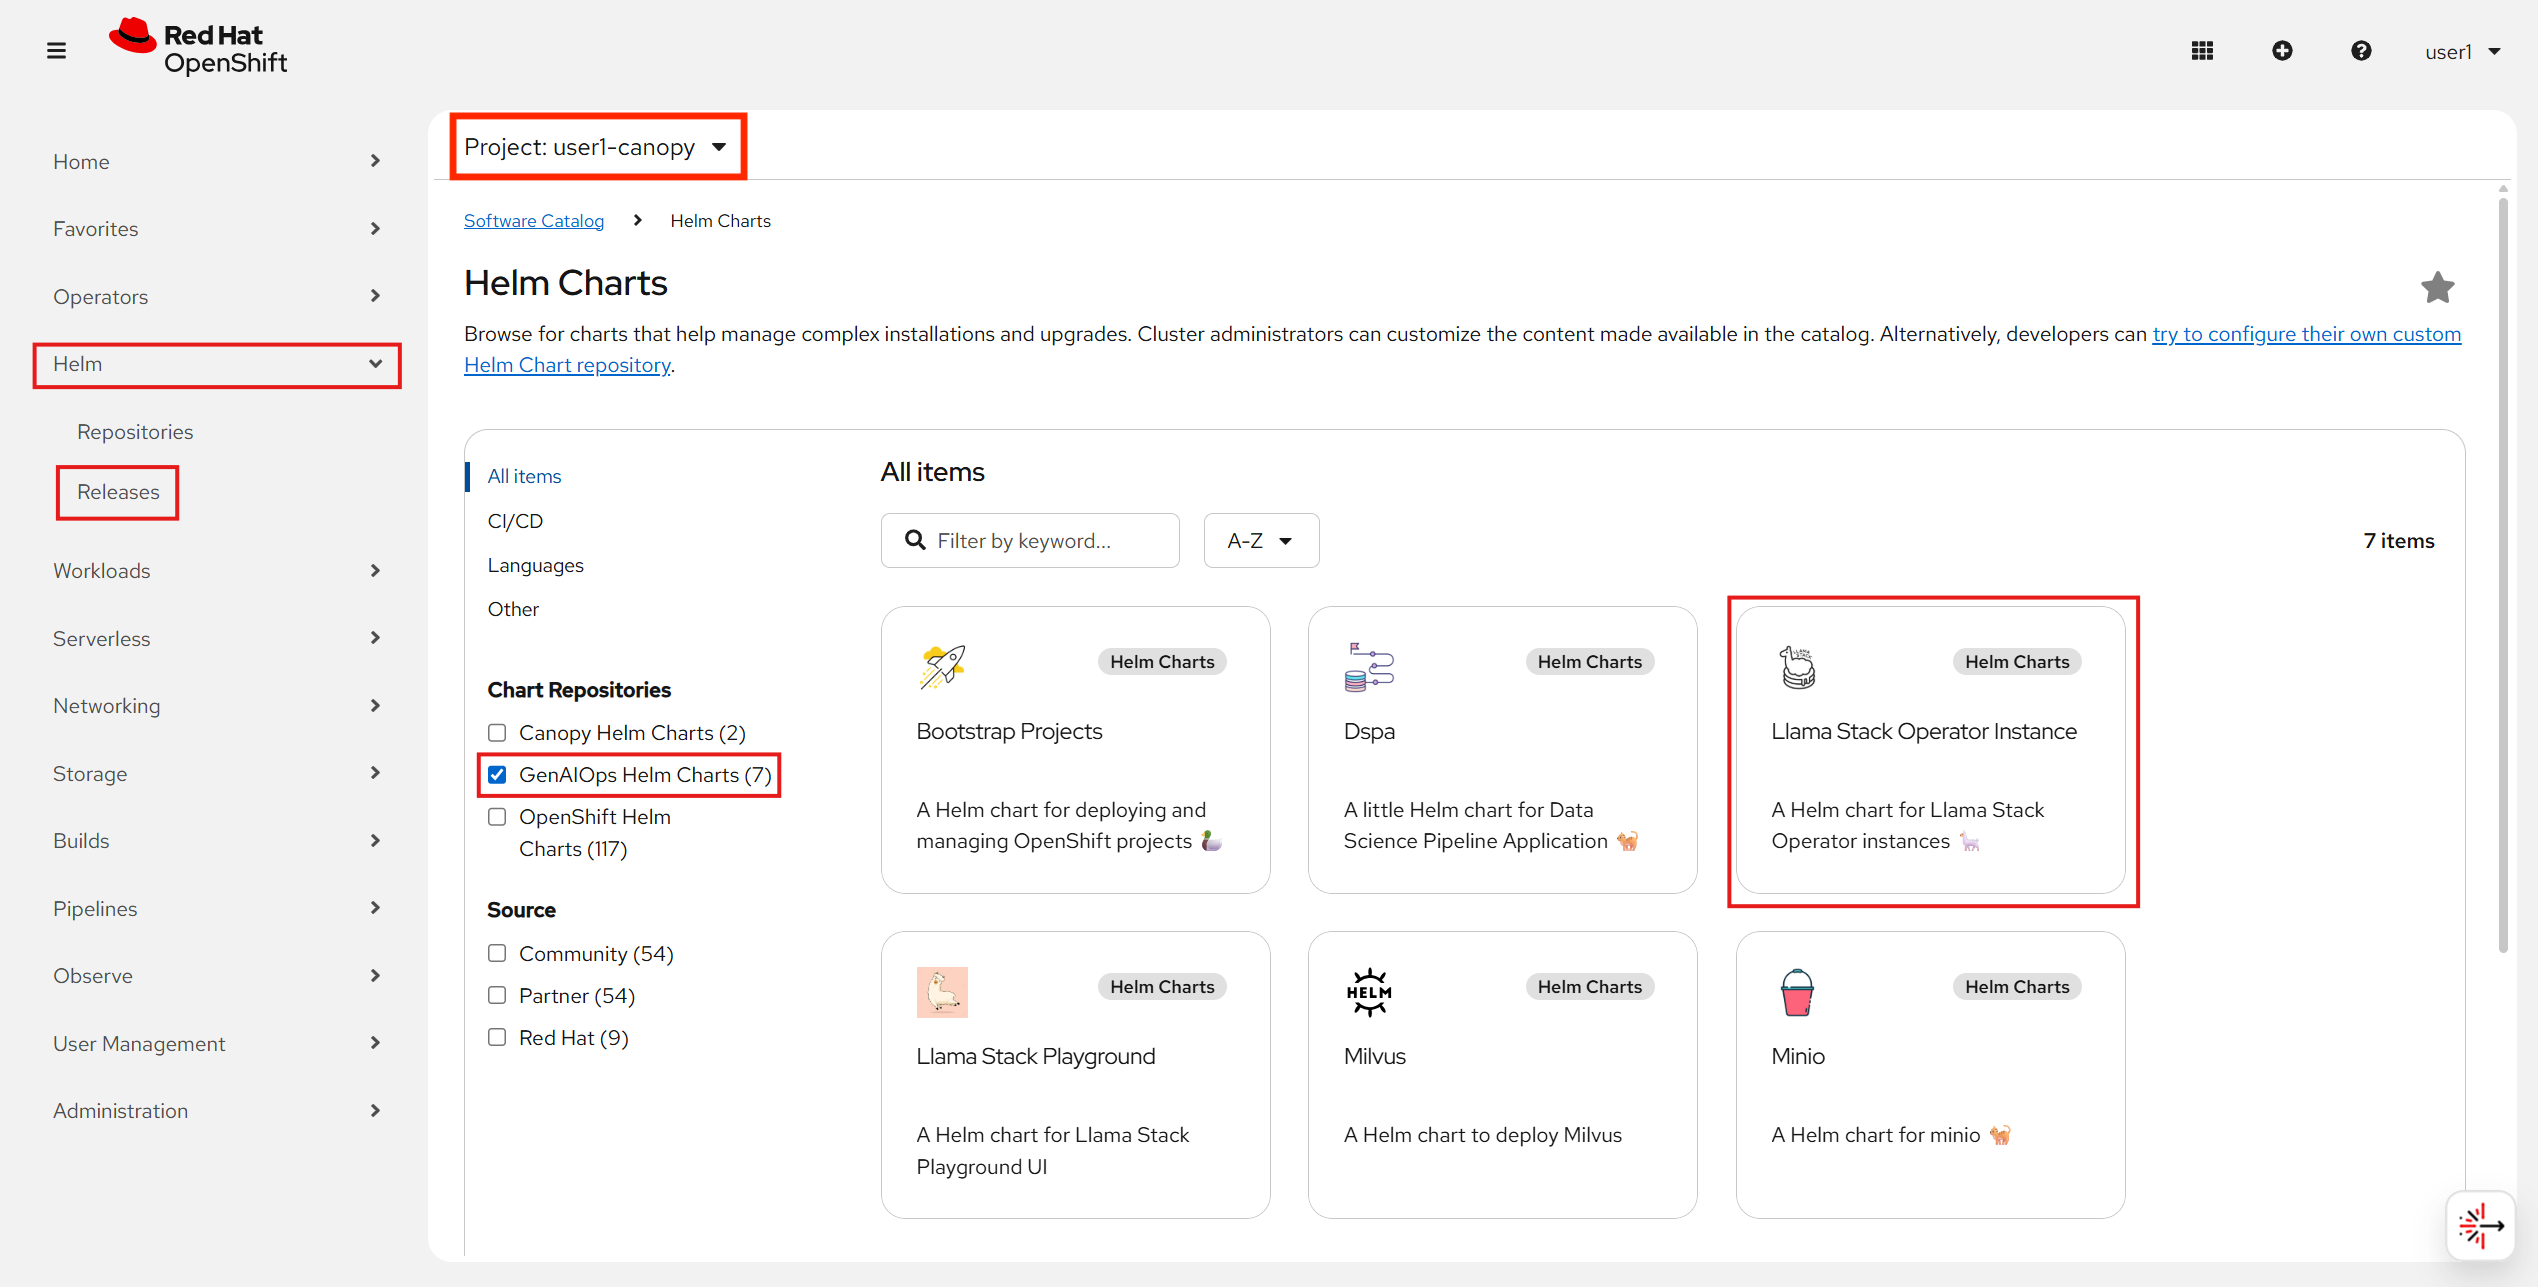 Red Hat
OpenShift
user1
Home
Favorites
Operators
Helm
Repositories
Releases
Workloads
Serverless
Networking
Storage
Builds
Pipelines
Observe
User Management
Administration
Project: user1-canopy
Software Catalog
Helm Charts
Helm Charts
Browse for charts that help manage complex installations and upgrades. Cluster administrators can customize the content made available in the catalog. Alternatively, developers can try to configure their own custom
Helm Chart repository.
All items
CI/CD
Languages
Other
Chart Repositories
Canopy Helm Charts (2)
GenAIOps Helm Charts (7)
OpenShift Helm
Charts (117)
Source
Community (54)
Partner (54)
Red Hat (9)
All items
Filter by keyword...
A-Z
7 items
Helm Charts
Bootstrap Projects
A Helm chart for deploying and
managing OpenShift projects 🦆
Helm Charts
Dspa
A little Helm chart for Data
Science Pipeline Application 🐈
LLAMA
STACK
Helm Charts
Llama Stack Operator Instance
A Helm chart for Llama Stack
Operator instances 🦙
Helm Charts
Llama Stack Playground
A Helm chart for Llama Stack
Playground UI
HELM
Helm Charts
Milvus
A Helm chart to deploy Milvus
Helm Charts
Minio
A Helm chart for minio 🐈